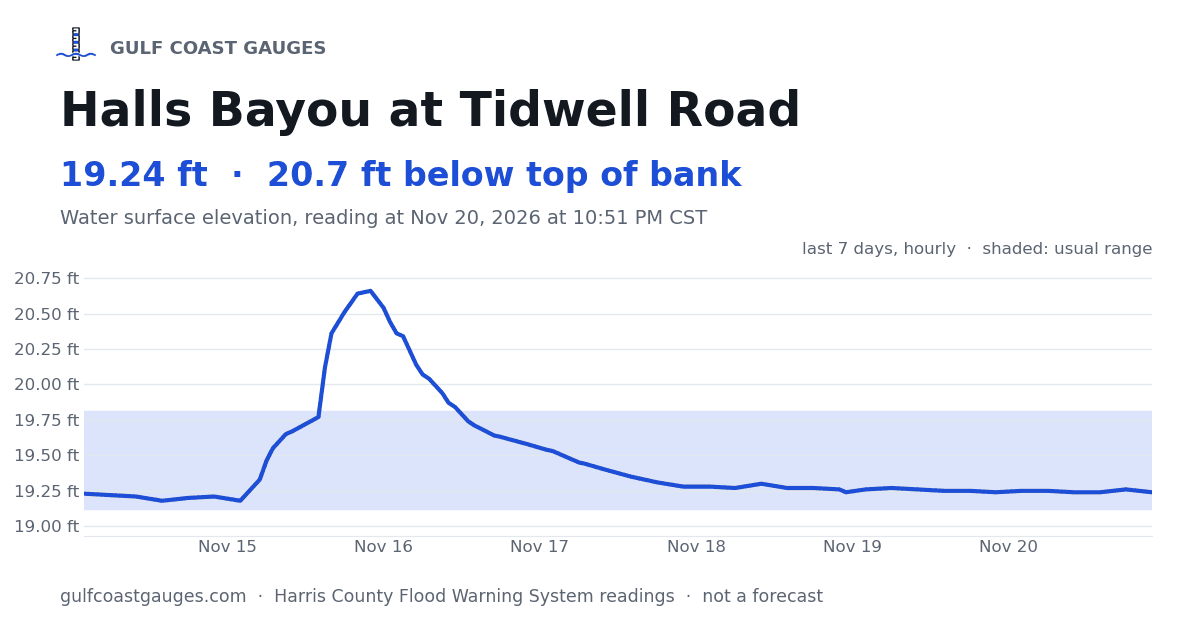 GULF COAST GAUGES
Halls Bayou at Tidwell Road
19.24 ft · 20.7 ft below top of bank
Water surface elevation, reading at Nov 20, 2026 at 10:51 PM CST
last 7 days, hourly · shaded: usual range
20.75 ft
20.50 ft
20.25 ft
20.00 ft
19.75 ft
19.50 ft
19.25 ft
19.00 ft
Nov 15 Nov 16 Nov 17 Nov 18 Nov 19 Nov 20
gulfcoastgauges.com · Harris County Flood Warning System readings · not a forecast